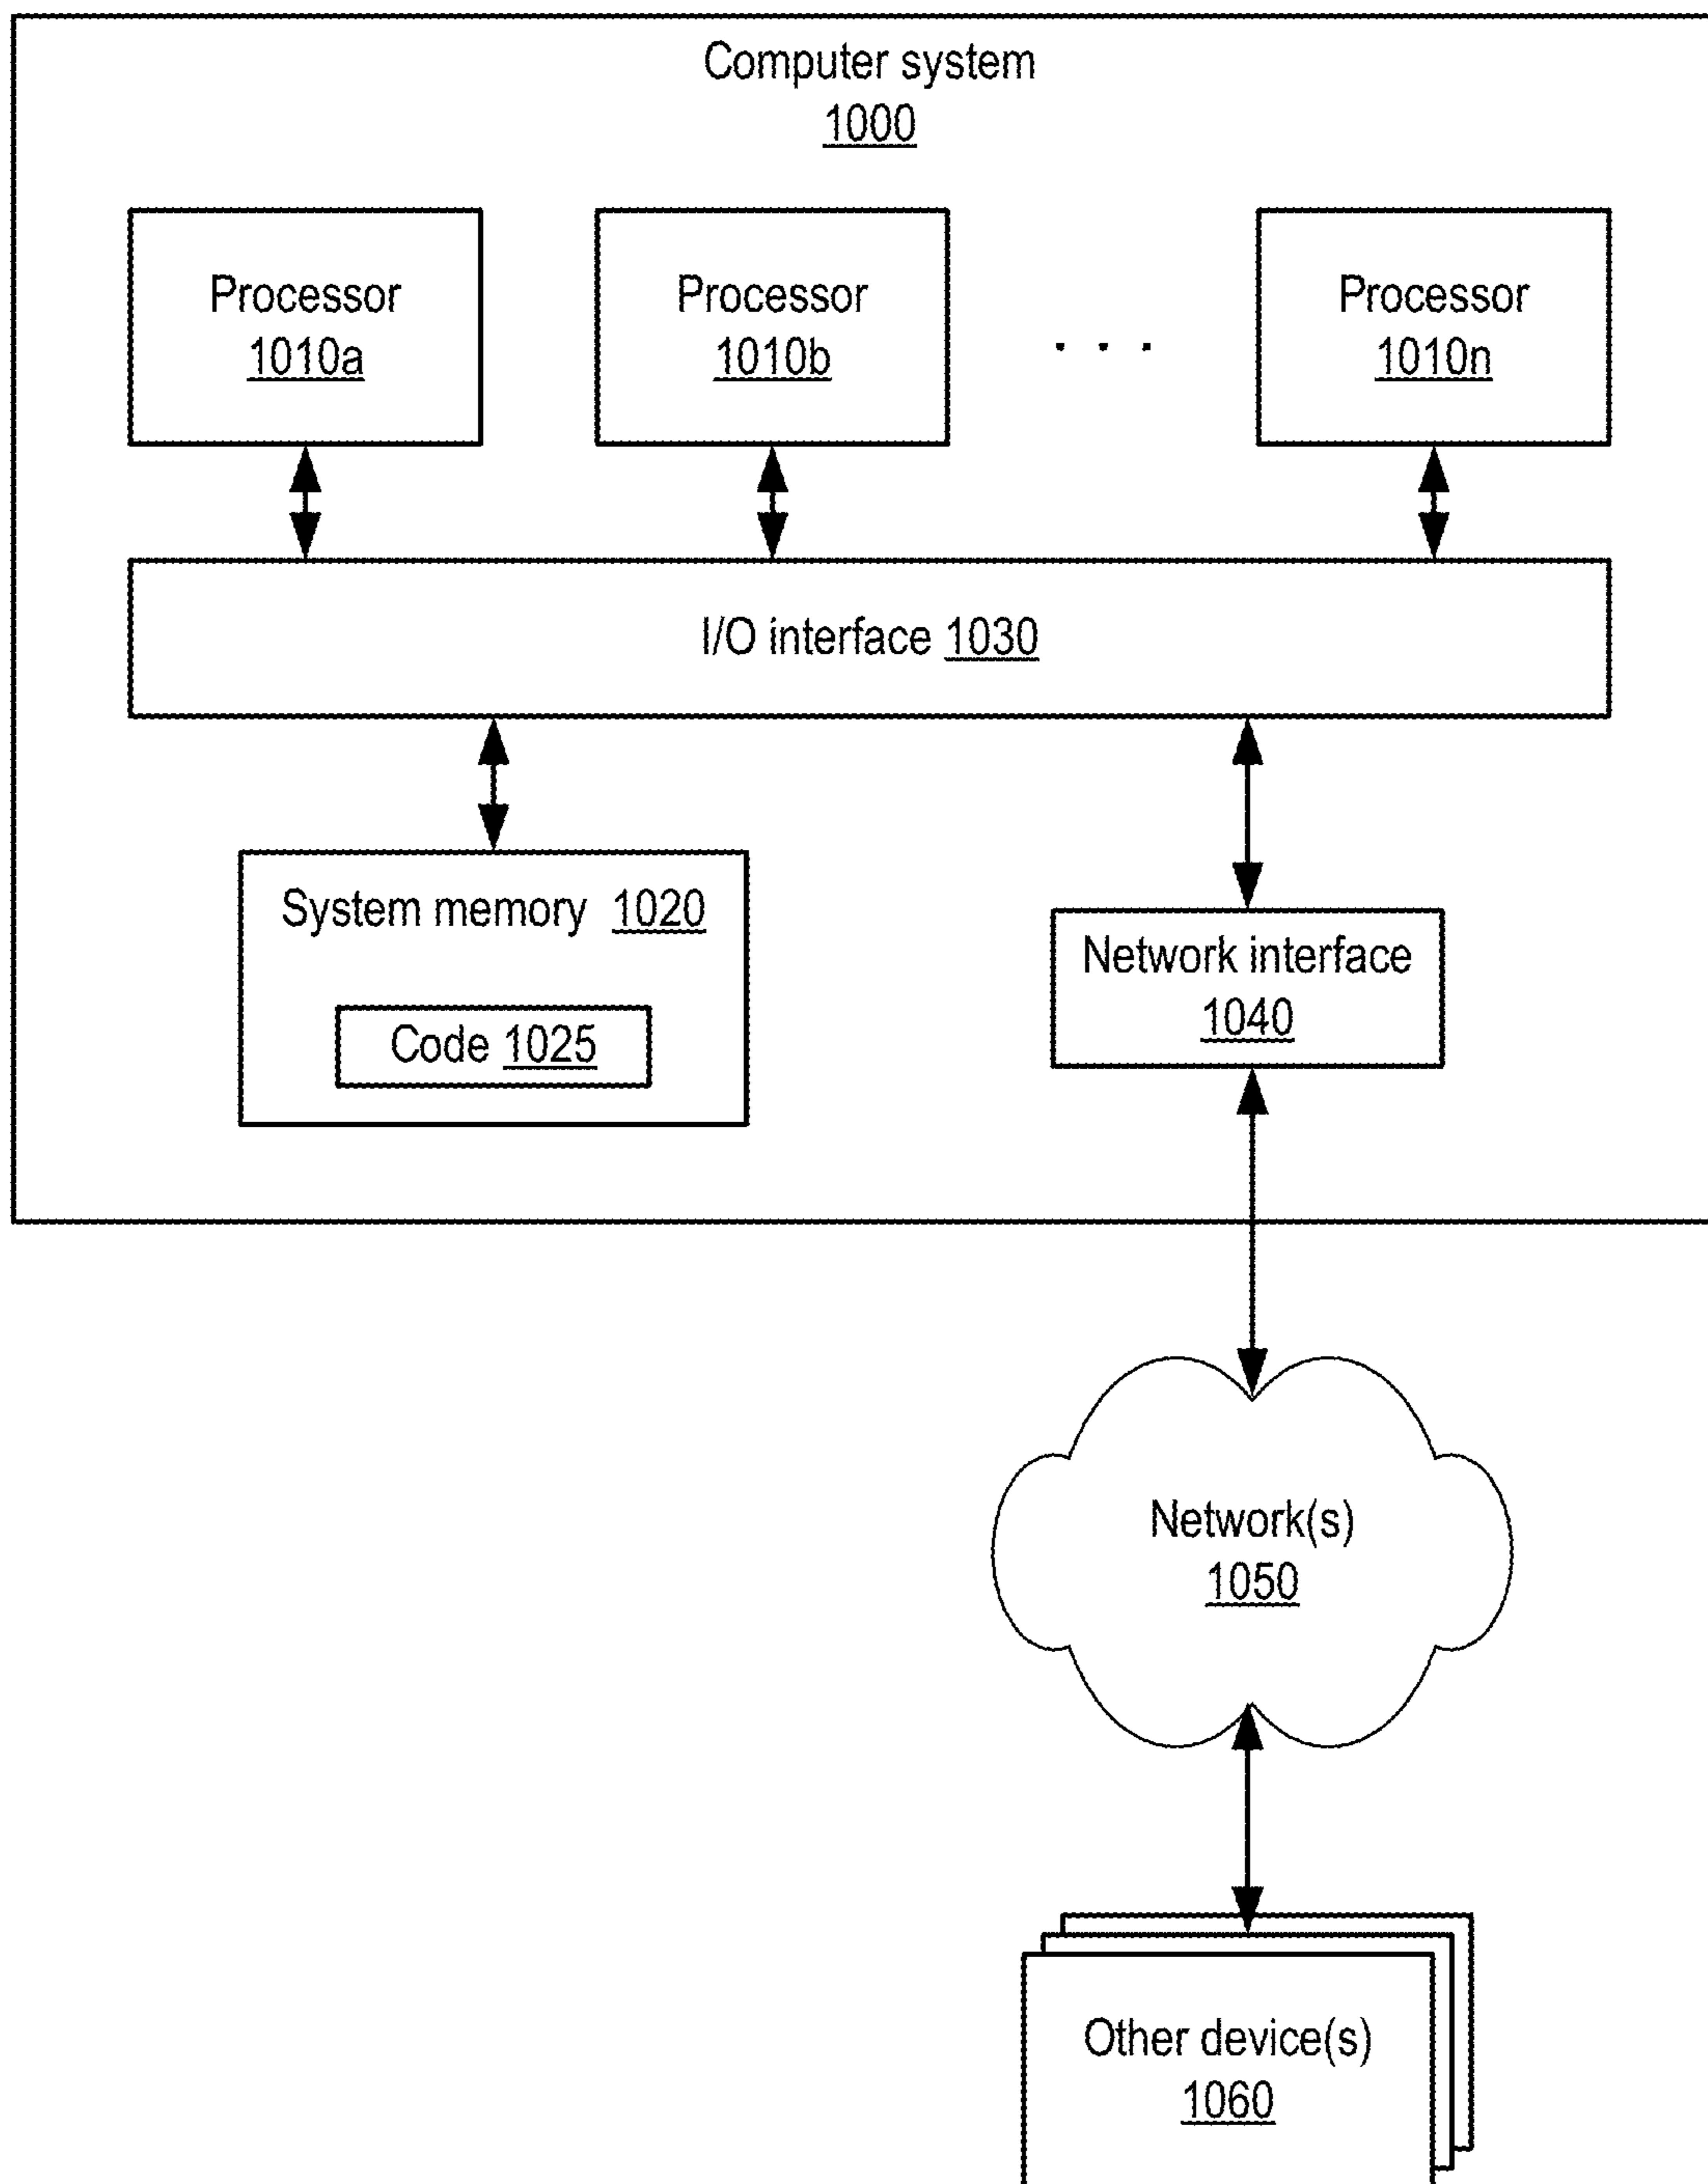 Computer system
1000
Processor
1010a
Processor
1010b
. . .
Processor
1010n
I/O interface 1030
System memory 1020
Code 1025
Network interface
1040
Network(s)
1050
Other device(s)
1060